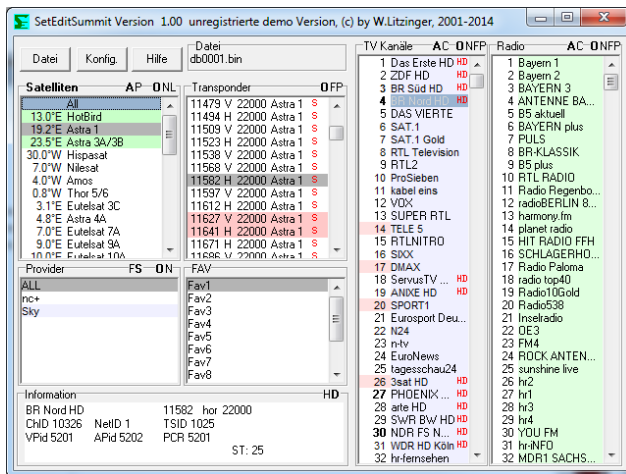 SetEditSummit Version 1.00 unregistrierte demo Version, (c) by W.Litzinger, 2001-2014
Datei Konfig. Hilfe
Datei
db0001.bin
Satelliten AP ONL
All
13.0°E HotBird
19.2°E Astra 1
23.5°E Astra 3A/3B
30.0°W Hispasat
7.0°W Nilesat
4.0°W Amos
0.8°W Thor 5/6
3.1°E Eutelsat 3C
4.8°E Astra 4A
7.0°E Eutelsat 7A
9.0°E Eutelsat 9A
10.0°E Eutelsat 10A
Transponder OFP
11479 V 22000 Astra 1 S
11494 H 22000 Astra 1 S
11509 V 22000 Astra 1 S
11523 H 22000 Astra 1 S
11538 V 22000 Astra 1 S
11568 V 22000 Astra 1 S
11582 H 22000 Astra 1 S
11597 V 22000 Astra 1 S
11612 H 22000 Astra 1 S
11627 V 22000 Astra 1 S
11641 H 22000 Astra 1 S
11671 H 22000 Astra 1 S
11686 V 22000 Astra 1 S
Provider FS ON
ALL
nc+
Sky
FAV
Fav1
Fav2
Fav3
Fav4
Fav5
Fav6
Fav7
Fav8
Information HD
BR Nord HD 11582 hor 22000
ChID 10326 NetID 1 TSID 1025
VPid 5201 APid 5202 PCR 5201
ST: 25
TV Kanäle AC ONFP
1 Das Erste HD HD
2 ZDF HD HD
3 BR Süd HD HD
4 BR Nord HD HD
5 DAS VIERTE
6 SAT.1
7 SAT.1 Gold
8 RTL Television
9 RTL2
10 ProSieben
11 kabel eins
12 VOX
13 SUPER RTL
14 TELE 5
15 RTLNITRO
16 SIXX
17 DMAX
18 ServusTV ... HD
19 ANIXE HD HD
20 SPORT1
21 Eurosport Deu...
22 N24
23 n-tv
24 EuroNews
25 tagesschau24
26 3sat HD HD
27 PHOENIX ... HD
28 arte HD HD
29 SWR BW HD HD
30 NDR FS N... HD
31 WDR HD Köln HD
32 hr-fernsehen
Radio AC ONFP
1 Bayern 1
2 Bayern 2
3 BAYERN 3
4 ANTENNE BA...
5 B5 aktuell
6 BAYERN plus
7 PULS
8 BR-KLASSIK
9 B5 plus
10 RTL RADIO
11 Radio Regenbo...
12 radioBERLIN 8...
13 harmony.fm
14 planet radio
15 HIT RADIO FFH
16 SCHLAGERHO...
17 Radio Paloma
18 radio top40
19 Radio10Gold
20 Radio538
21 Inselradio
22 OE3
23 FM4
24 ROCK ANTEN...
25 sunshine live
26 hr2
27 hr1
28 hr3
29 hr4
30 YOU FM
31 hr-iNFO
32 MDR1 SACHS...